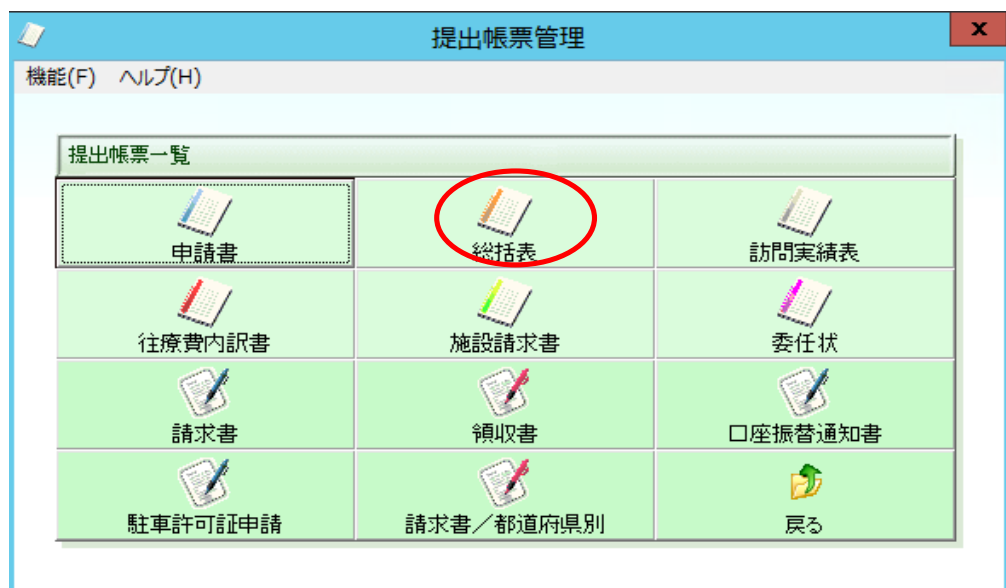 提出帳票管理
x
機能(F) ヘルプ(H)
提出帳票一覧
申請書 総括表 訪問実績表
往療費内訳書 施設請求書 委任状
請求書 領収書 口座振替通知書
駐車許可証申請 請求書／都道府県別 戻る